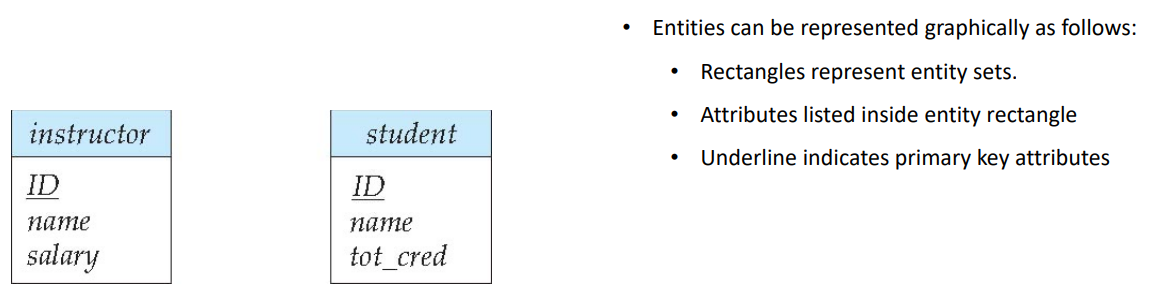 instructor
ID
name
salary
student
ID
name
tot_cred
• Entities can be represented graphically as follows:
• Rectangles represent entity sets.
• Attributes listed inside entity rectangle
• Underline indicates primary key attributes